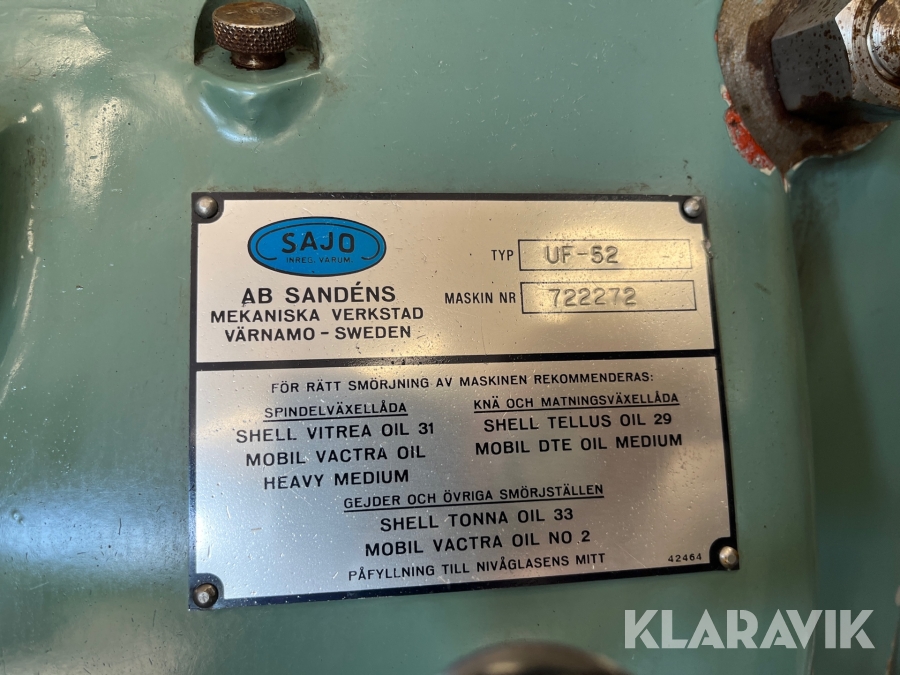 SAJO
INREG. VARUM.
AB SANDÉNS
MEKANISKA VERKSTAD
VÄRNAMO - SWEDEN
TYP UF-52
MASKIN NR 722272
FÖR RÄTT SMÖRJNING AV MASKINEN REKOMMENDERAS:
SPINDELVÄXELLÅDA
SHELL VITREA OIL 31
MOBIL VACTRA OIL
HEAVY MEDIUM
KNÄ OCH MATNINGSVÄXELLÅDA
SHELL TELLUS OIL 29
MOBIL DTE OIL MEDIUM
GEJDER OCH ÖVRIGA SMÖRJSTÄLLEN
SHELL TONNA OIL 33
MOBIL VACTRA OIL NO 2
PÅFYLLNING TILL NIVÅGLASENS MITT
42464
KLARAVIK